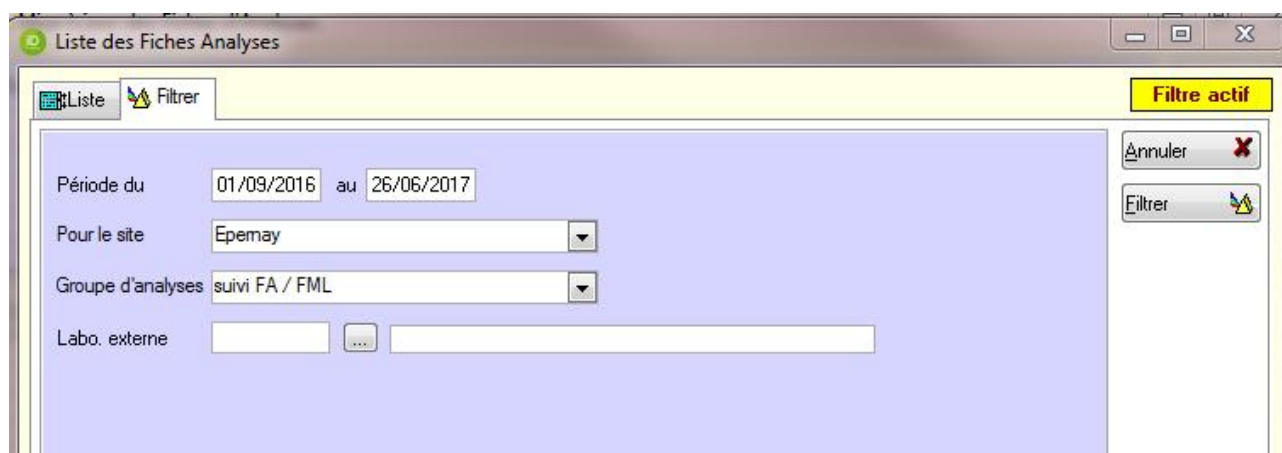 Liste des Fiches Analyses
Liste Filtrer Filtre actif
Annuler
Période du 01/09/2016 au 26/06/2017
Filtrer
Pour le site Epernay
Groupe d'analyses suivi FA / FML
Labo. externe ...